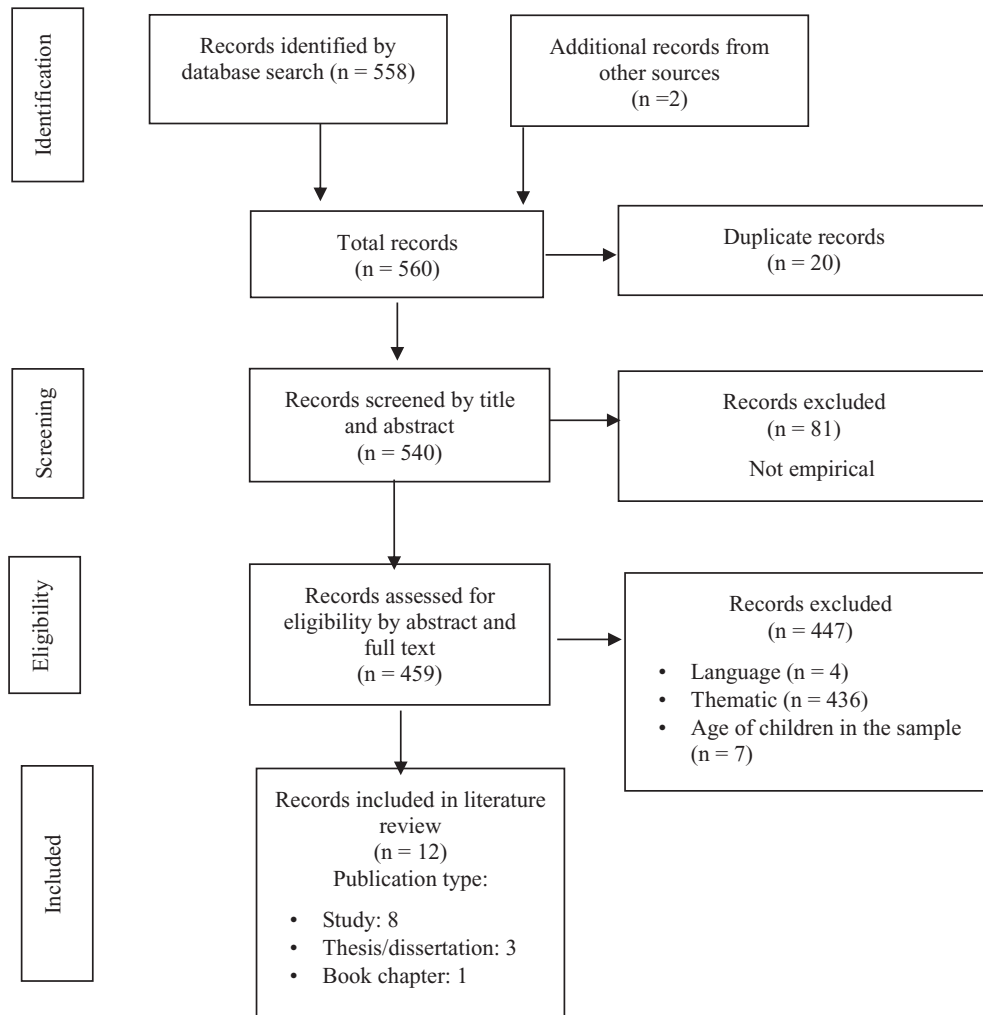 Identification
Records identified by
database search (n = 558)
Additional records from
other sources
(n =2)
Total records
(n = 560)
Duplicate records
(n = 20)
Screening
Records screened by title
and abstract
(n = 540)
Records excluded
(n = 81)
Not empirical
Eligibility
Records assessed for
eligibility by abstract and
full text
(n = 459)
Records excluded
(n = 447)
• Language (n = 4)
• Thematic (n = 436)
• Age of children in the sample
(n = 7)
Included
Records included in literature
review
(n = 12)
Publication type:
• Study: 8
• Thesis/dissertation: 3
• Book chapter: 1